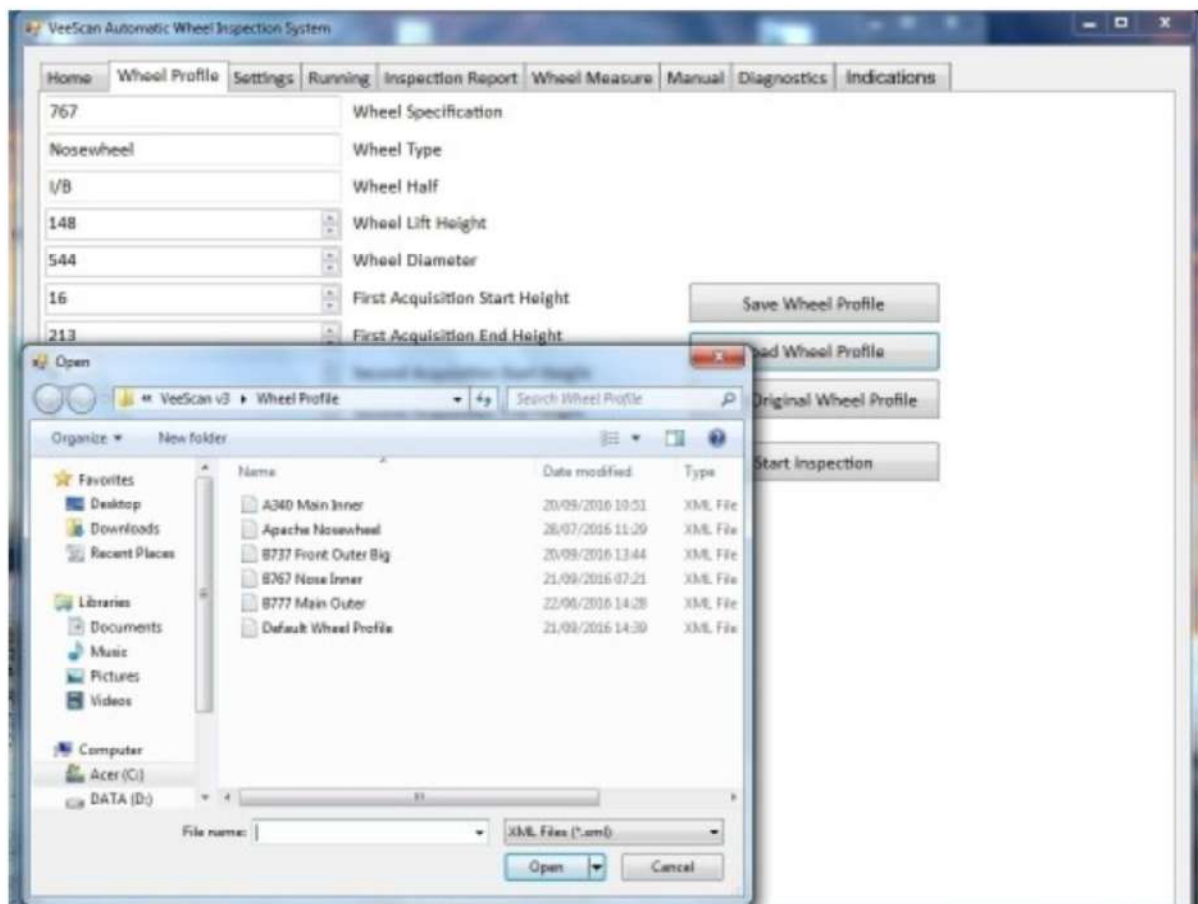 VeeScan Automatic Wheel Inspection System
Home Wheel Profile Settings Running Inspection Report Wheel Measure Manual Diagnostics Indications
767 Wheel Specification
Nosewheel Wheel Type
I/B Wheel Half
148 Wheel Lift Height
544 Wheel Diameter
16 First Acquisition Start Height
213 First Acquisition End Height
Save Wheel Profile
oad Wheel Profile
Original Wheel Profile
Start Inspection
Open
« VeeScan v3 Wheel Profile Search Wheel Profile
Organize New folder
Favorites
Desktop
Downloads
Recent Places
Libraries
Documents
Music
Pictures
Videos
Computer
Acer (C:)
DATA (D:)
Name Date modified Type
A340 Main Inner 20/09/2016 10:51 XML File
Apache Nosewheel 28/07/2016 11:29 XML File
B737 Front Outer Big 20/09/2016 13:44 XML File
B767 Nose Inner 21/09/2016 07:21 XML File
B777 Main Outer 22/06/2016 14:28 XML File
Default Wheel Profile 21/09/2016 14:39 XML File
File name: XML Files (*.xml)
Open Cancel